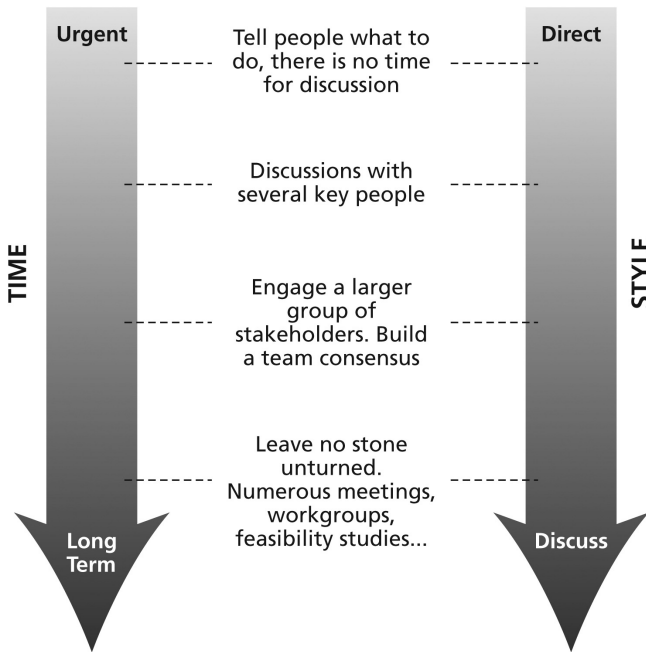 Urgent
Tell people what to
do, there is no time
for discussion
Direct
Discussions with
several key people
TIME
STYLE
Engage a larger
group of
stakeholders. Build
a team consensus
Leave no stone
unturned.
Numerous meetings,
workgroups,
feasibility studies...
Long
Term
Discuss